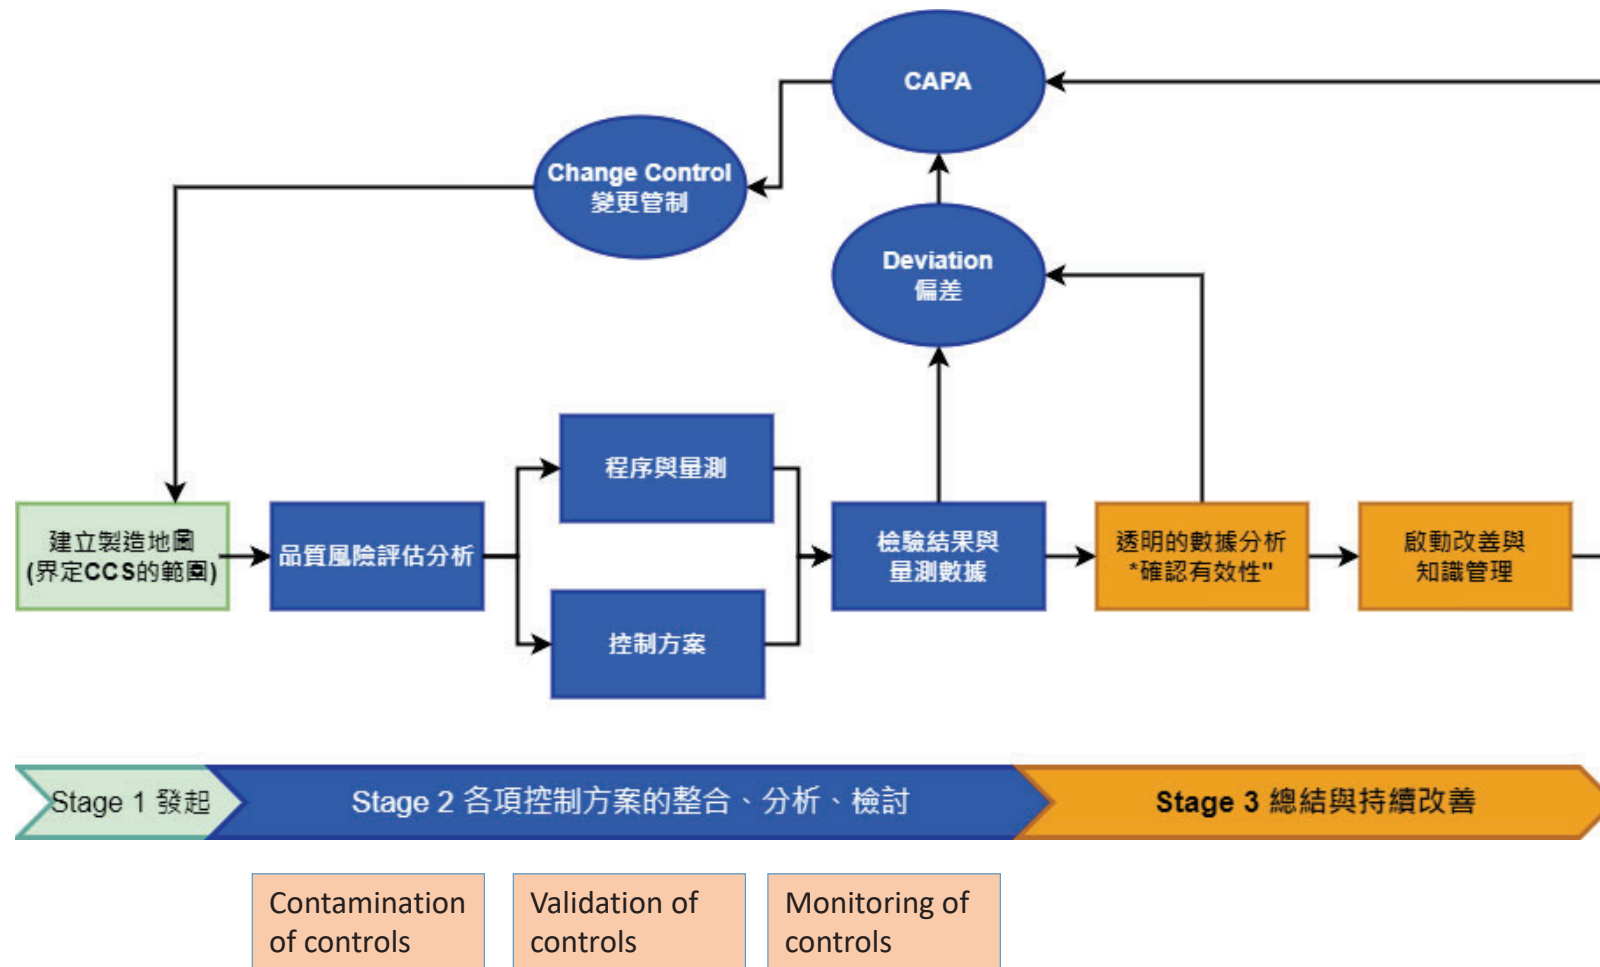 CAPA
Change Control
變更管制
Deviation
偏差
程序與量測
建立製造地圖
(界定CCS的範圍)
品質風險評估分析
檢驗結果與
量測數據
透明的數據分析
*確認有效性"
啟動改善與
知識管理
控制方案
Stage 1 發起
Stage 2 各項控制方案的整合、分析、檢討
Stage 3 總結與持續改善
Contamination
of controls
Validation of
controls
Monitoring of
controls